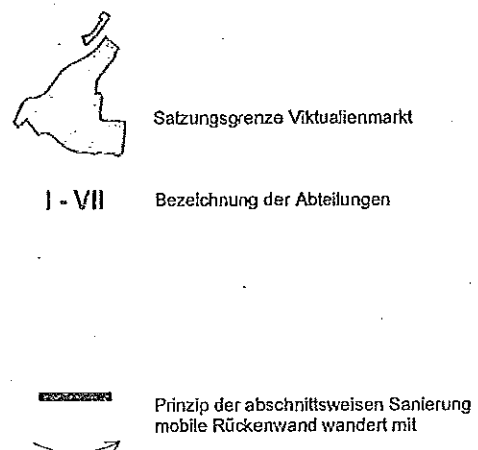 Satzungsgrenze Viktualienmarkt
I - VII Bezeichnung der Abteilungen
Prinzip der abschnittsweisen Sanierung
mobile Rückenwand wandert mit